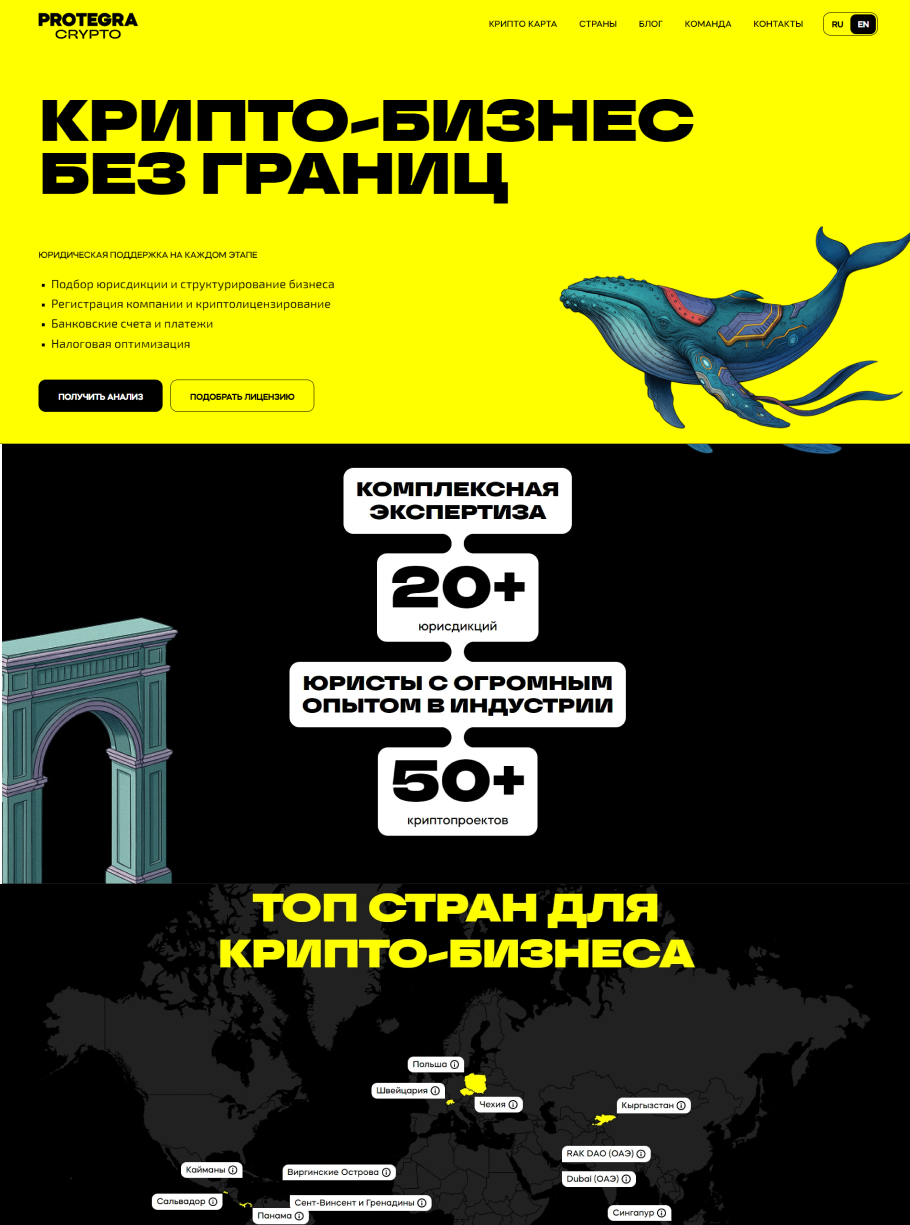 PROTEGRA
CRYPTO
КРИПТО КАРТА СТРАНЫ БЛОГ КОМАНДА КОНТАКТЫ RU EN
КРИПТО-БИЗНЕС
БЕЗ ГРАНИЦ
ЮРИДИЧЕСКАЯ ПОДДЕРЖКА НА КАЖДОМ ЭТАПЕ
▪ Подбор юрисдикции и структурирование бизнеса
▪ Регистрация компании и криптолицензирование
▪ Банковские счета и платежи
▪ Налоговая оптимизация
ПОЛУЧИТЬ АНАЛИЗ ПОДОБРАТЬ ЛИЦЕНЗИЮ
КОМПЛЕКСНАЯ
ЭКСПЕРТИЗА
20+
юрисдикций
ЮРИСТЫ С ОГРОМНЫМ
ОПЫТОМ В ИНДУСТРИИ
50+
криптопроектов
ТОП СТРАН ДЛЯ
КРИПТО-БИЗНЕСА
Польша
Швейцария
Чехия
Кыргызстан
RAK DAO (ОАЭ)
Кайманы
Виргинские Острова
Dubai (ОАЭ)
Сальвадор
Сент-Винсент и Гренадины
Панама
Сингапур